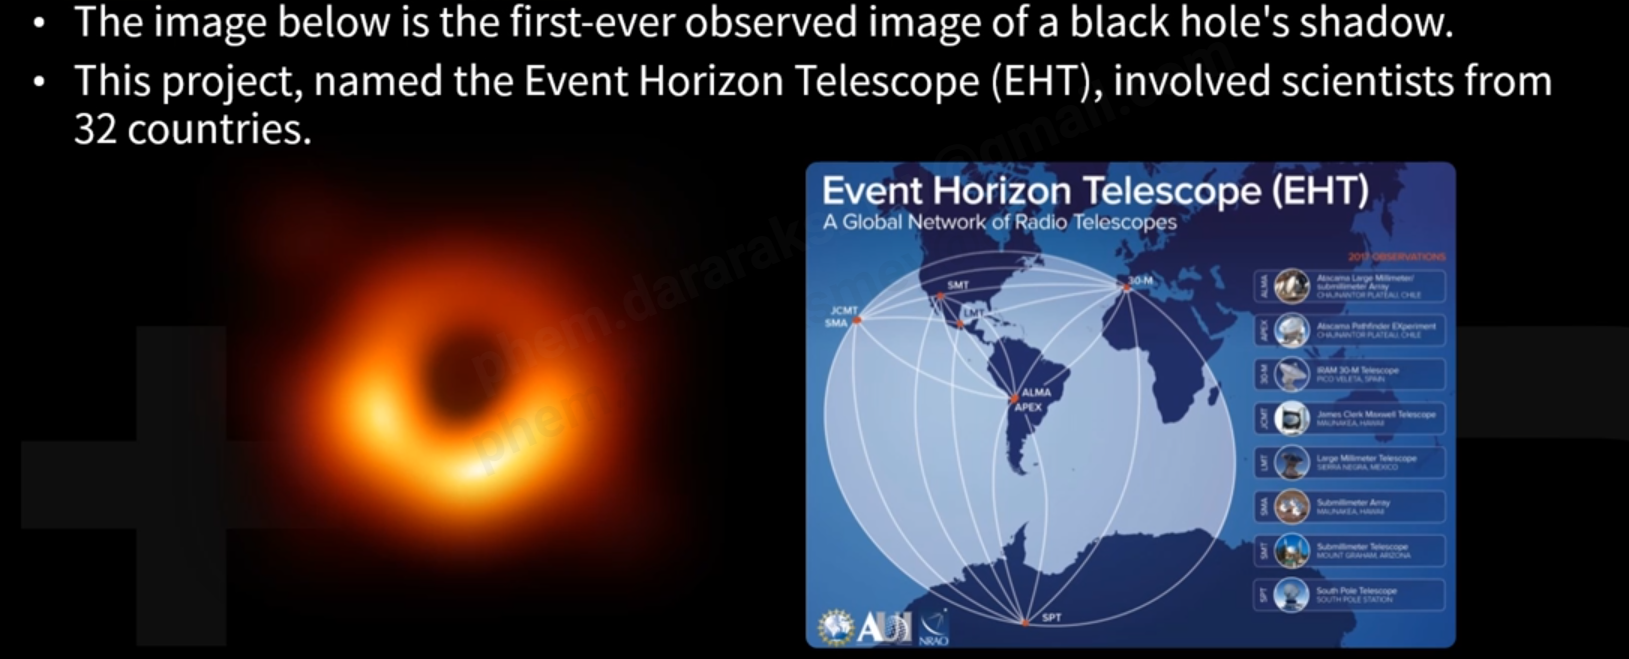 • The image below is the first-ever observed image of a black hole's shadow.
• This project, named the Event Horizon Telescope (EHT), involved scientists from
32 countries.
Event Horizon Telescope (EHT)
A Global Network of Radio Telescopes
2017 OBSERVATIONS
SMT
30-M
JCMT
SMA
LMT
ALMA
APEX
SPT
ALMA
Atacama Large Millimeter/
submillimeter Array
CHAJNANTOR PLATEAU, CHILE
APEX
Atacama Pathfinder EXperiment
CHAJNANTOR PLATEAU, CHILE
30-M
IRAM 30-M Telescope
PICO VELETA, SPAIN
JCMT
James Clerk Maxwell Telescope
MAUNAKEA, HAWAII
LMT
Large Millimeter Telescope
SIERRA NEGRA, MEXICO
SMA
Submillimeter Array
MAUNAKEA, HAWAII
SMT
Submillimeter Telescope
MOUNT GRAHAM, ARIZONA
SPT
South Pole Telescope
SOUTH POLE STATION
AUI
NRAO